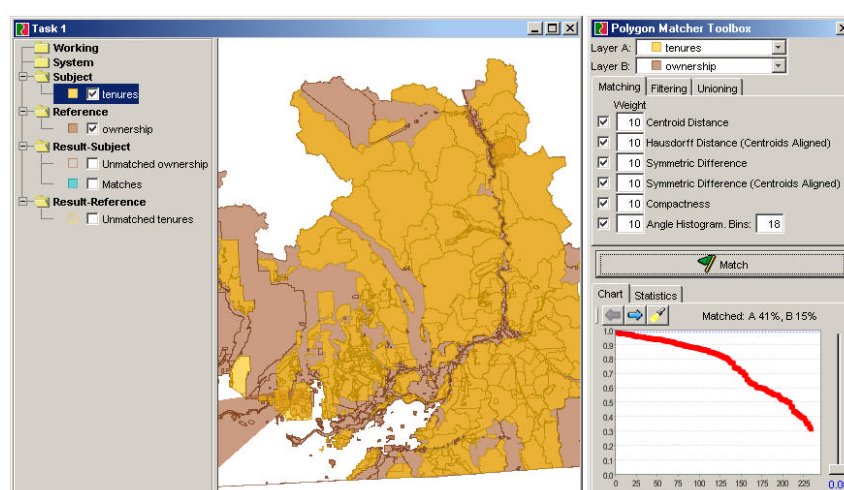 Task 1
Working
System
Subject
tenures
Reference
ownership
Result-Subject
Unmatched ownership
Matches
Result-Reference
Unmatched tenures
Polygon Matcher Toolbox
Layer A: tenures
Layer B: ownership
Matching Filtering Unioning
Weight
10 Centroid Distance
10 Hausdorff Distance (Centroids Aligned)
10 Symmetric Difference
10 Symmetric Difference (Centroids Aligned)
10 Compactness
10 Angle Histogram. Bins: 18
Match
Chart Statistics
Matched: A 41%, B 15%
1.0
0.9
0.8
0.7
0.6
0.5
0.4
0.3
0.2
0.1
0.0
0 25 50 75 100 125 150 175 200 225